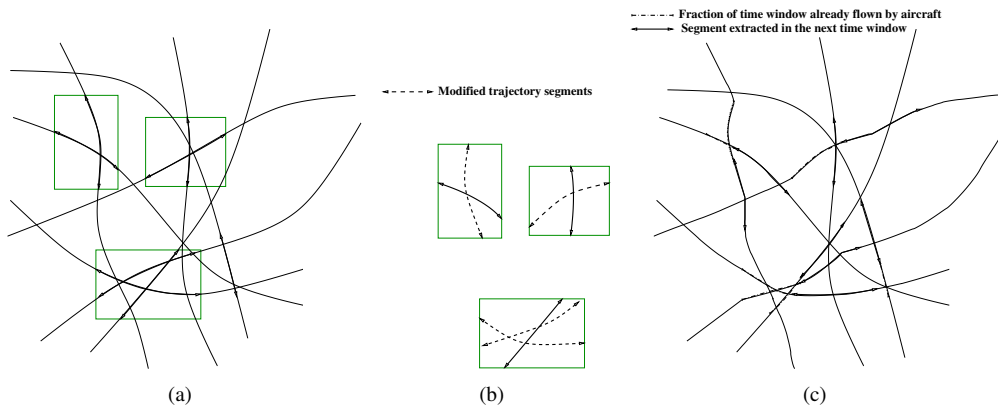 Fraction of time window already flown by aircraft
Segment extracted in the next time window
Modified trajectory segments
(a)
(b)
(c)